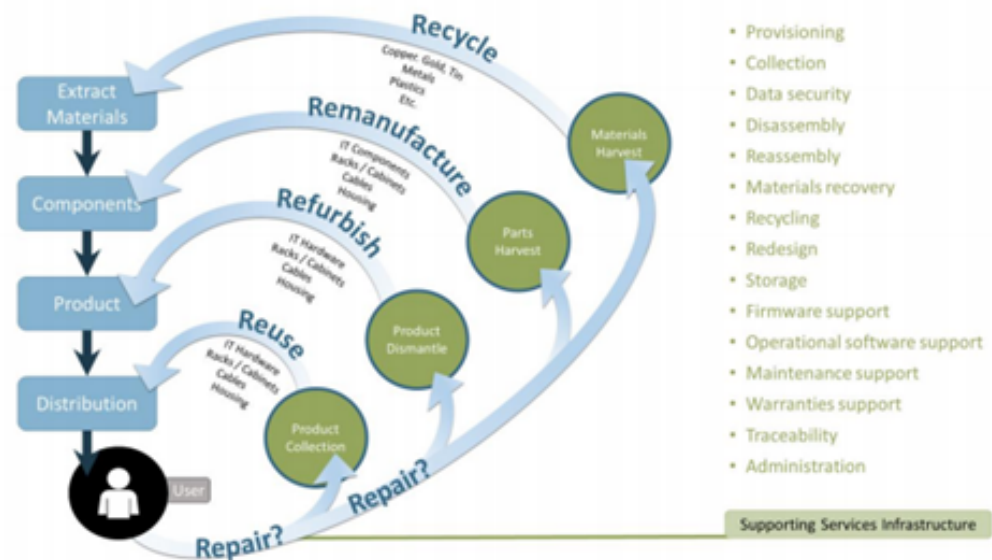 Extract
Materials
Components
Product
Distribution
User
Recycle
Copper. Gold, Tin
Metals
Plastics
Etc.
Materials
Harvest
Remanufacture
IT Components
Racks / Cabinets
Cables
Housing
Parts
Harvest
Refurbish
IT Hardware
Racks / Cabinets
Cables
Housing
Product
Dismantle
Reuse
IT Hardware
Racks / Cabinets
Cables
Housing
Product
Collection
Repair?
Repair?
• Provisioning
• Collection
• Data security
• Disassembly
• Reassembly
• Materials recovery
• Recycling
• Redesign
• Storage
• Firmware support
• Operational software support
• Maintenance support
• Warranties support
• Traceability
• Administration
Supporting Services Infrastructure